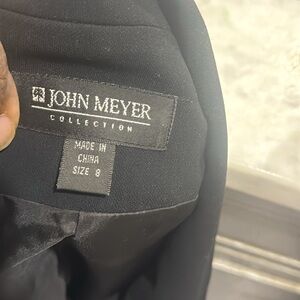 JOHN MEYER
COLLECTION
MADE IN
CHINA
SIZE 8